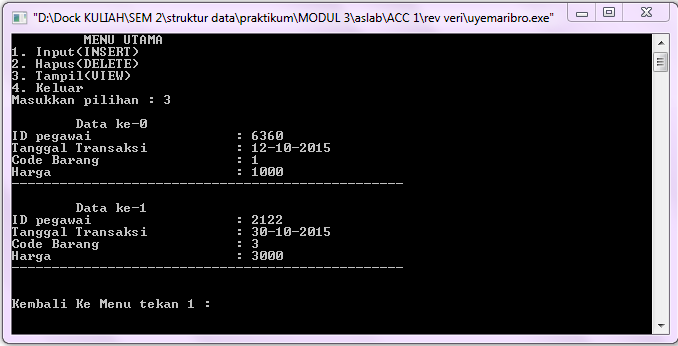 "D:\Dock KULIAH\SEM 2\struktur data\praktikum\MODUL 3\aslab\ACC 1\rev veri\uyemaribro.exe"
MENU UTAMA
1. Input(INSERT)
2. Hapus(DELETE)
3. Tampil(VIEW)
4. Keluar
Masukkan pilihan : 3
Data ke-0
ID pegawai : 6360
Tanggal Transaksi : 12-10-2015
Code Barang : 1
Harga : 1000
-------------------------------------------------
Data ke-1
ID pegawai : 2122
Tanggal Transaksi : 30-10-2015
Code Barang : 3
Harga : 3000
-------------------------------------------------
Kembali Ke Menu tekan 1 :